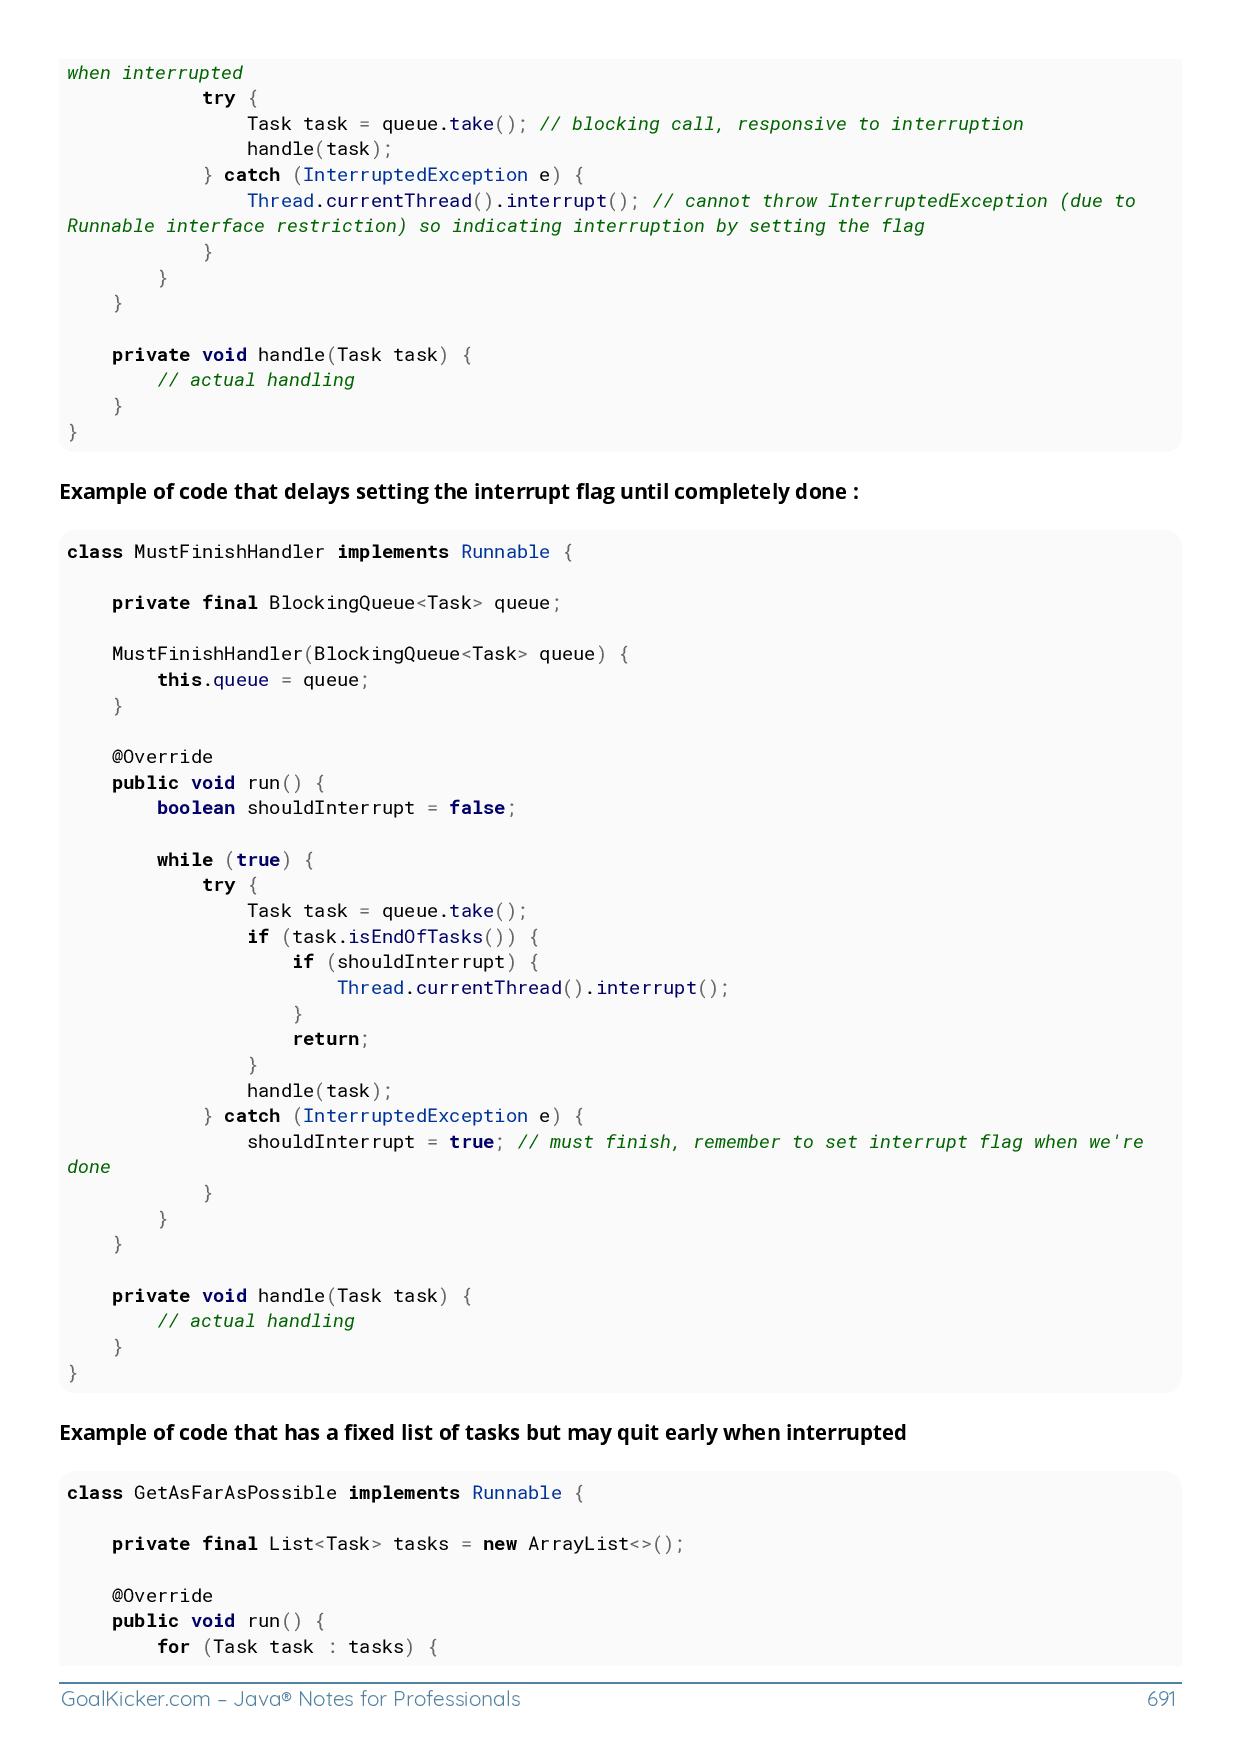 when interrupted
            try {
                Task task = queue.take(); // blocking call, responsive to interruption
                handle(task);
            } catch (InterruptedException e) {
                Thread.currentThread().interrupt(); // cannot throw InterruptedException (due to
Runnable interface restriction) so indicating interruption by setting the flag
            }
        }
    }

    private void handle(Task task) {
        // actual handling
    }
}
Example of code that delays setting the interrupt flag until completely done :
class MustFinishHandler implements Runnable {

    private final BlockingQueue<Task> queue;

    MustFinishHandler(BlockingQueue<Task> queue) {
        this.queue = queue;
    }

    @Override
    public void run() {
        boolean shouldInterrupt = false;

        while (true) {
            try {
                Task task = queue.take();
                if (task.isEndOfTasks()) {
                    if (shouldInterrupt) {
                        Thread.currentThread().interrupt();
                    }
                    return;
                }
                handle(task);
            } catch (InterruptedException e) {
                shouldInterrupt = true; // must finish, remember to set interrupt flag when we're
done
            }
        }
    }

    private void handle(Task task) {
        // actual handling
    }
}
Example of code that has a fixed list of tasks but may quit early when interrupted
class GetAsFarAsPossible implements Runnable {

    private final List<Task> tasks = new ArrayList<>();

    @Override
    public void run() {
        for (Task task : tasks) {
GoalKicker.com – Java® Notes for Professionals
691